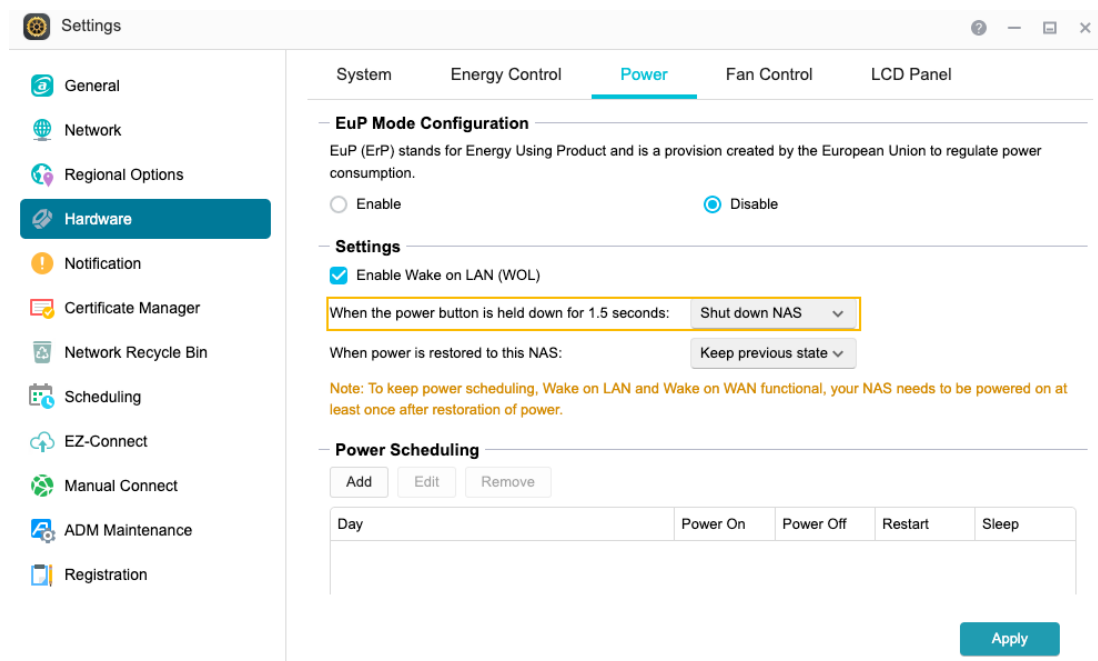 Settings
General
Network
Regional Options
Hardware
Notification
Certificate Manager
Network Recycle Bin
Scheduling
EZ-Connect
Manual Connect
ADM Maintenance
Registration
System Energy Control Power Fan Control LCD Panel
EuP Mode Configuration
EuP (ErP) stands for Energy Using Product and is a provision created by the European Union to regulate power
consumption.
Enable Disable
Settings
Enable Wake on LAN (WOL)
When the power button is held down for 1.5 seconds: Shut down NAS
When power is restored to this NAS: Keep previous state
Note: To keep power scheduling, Wake on LAN and Wake on WAN functional, your NAS needs to be powered on at
least once after restoration of power.
Power Scheduling
Add Edit Remove
Day Power On Power Off Restart Sleep
Apply